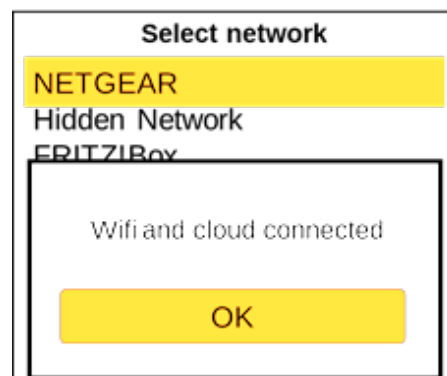 Select network
NETGEAR
Hidden Network
FRITZ!Box
Wifi and cloud connected
OK